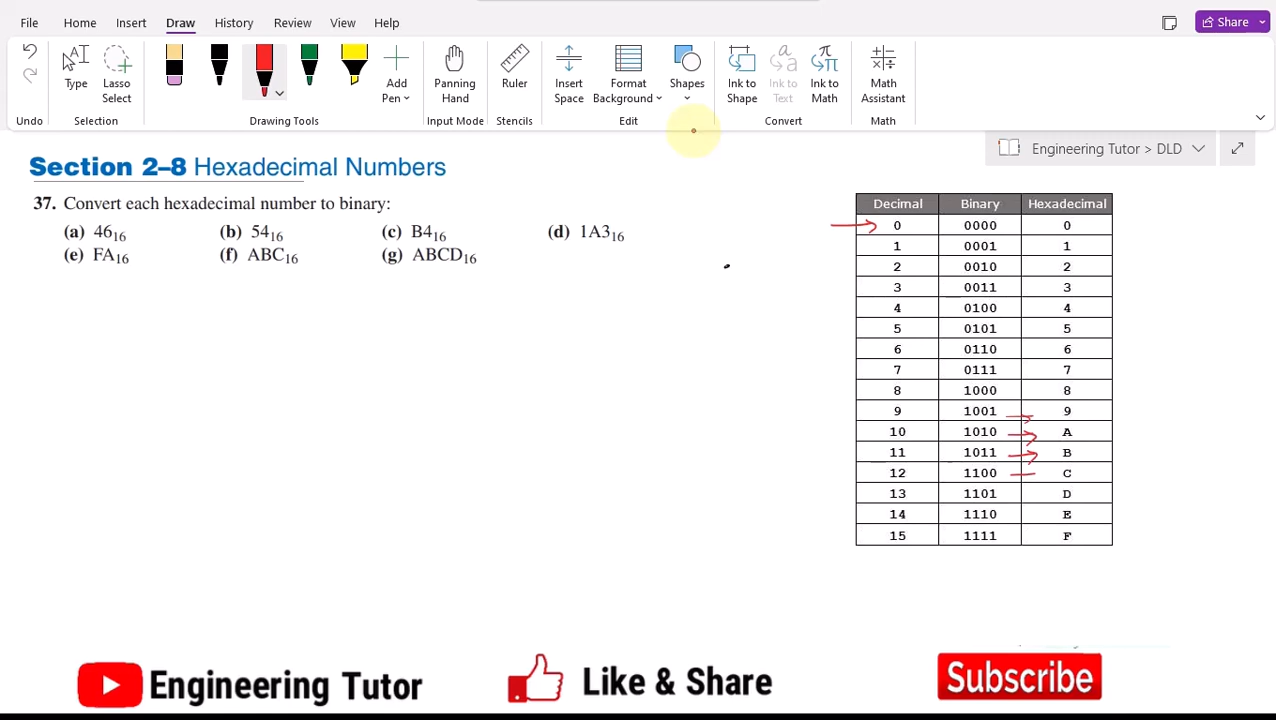 File Home Insert Draw History Review View Help Share
Type Lasso Select Add Pen Panning Hand Ruler Insert Space Format Background Shapes Ink to Shape Ink to Text Ink to Math Math Assistant
Undo Selection Drawing Tools Input Mode Stencils Edit Convert Math
Engineering Tutor > DLD
Section 2–8 Hexadecimal Numbers
37. Convert each hexadecimal number to binary:
(a) 46₁₆ (b) 54₁₆ (c) B4₁₆ (d) 1A3₁₆
(e) FA₁₆ (f) ABC₁₆ (g) ABCD₁₆
Decimal Binary Hexadecimal
0 0000 0
1 0001 1
2 0010 2
3 0011 3
4 0100 4
5 0101 5
6 0110 6
7 0111 7
8 1000 8
9 1001 9
10 1010 A
11 1011 B
12 1100 C
13 1101 D
14 1110 E
15 1111 F
Engineering Tutor Like & Share Subscribe